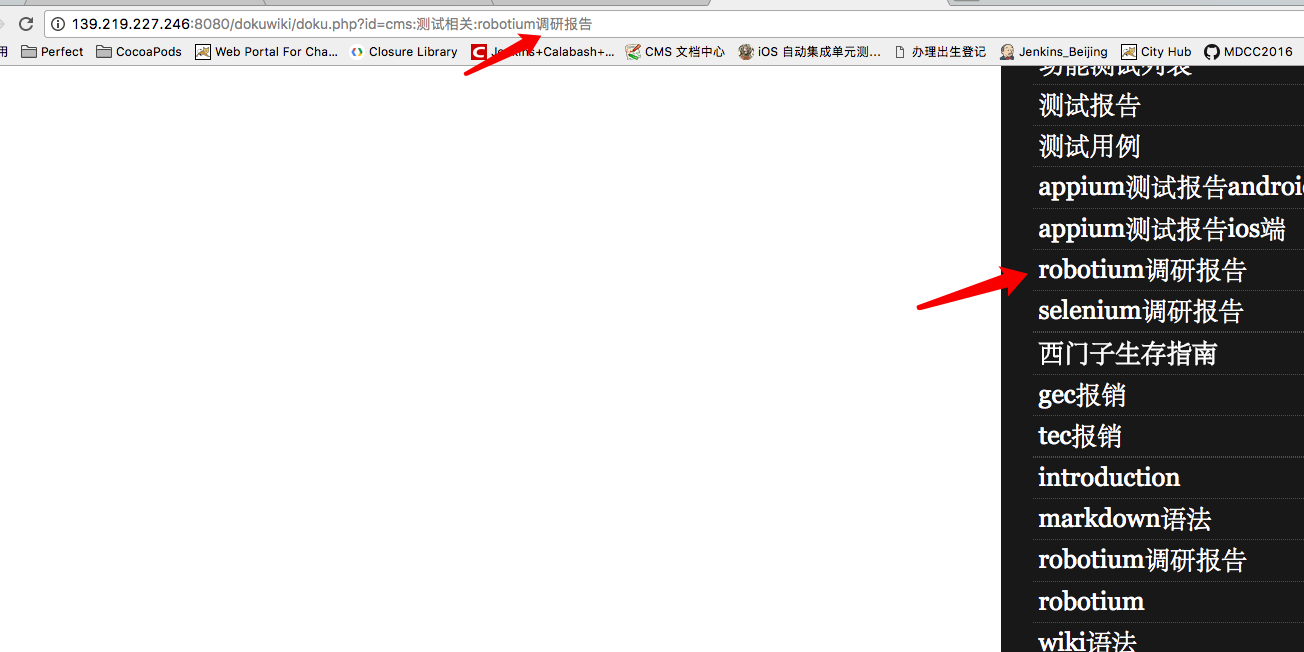 139.219.227.246:8080/dokuwiki/doku.php?id=cms:测试相关:robotium调研报告
用 Perfect CocoaPods Web Portal For Cha... Closure Library Jenkins+Calabash+... CMS 文档中心 iOS 自动集成单元测... 办理出生登记 Jenkins_Beijing City Hub MDCC2016
功能测试列表
测试报告
测试用例
appium测试报告androi
appium测试报告ios端
robotium调研报告
selenium调研报告
西门子生存指南
gec报销
tec报销
introduction
markdown语法
robotium调研报告
robotium
wiki语法